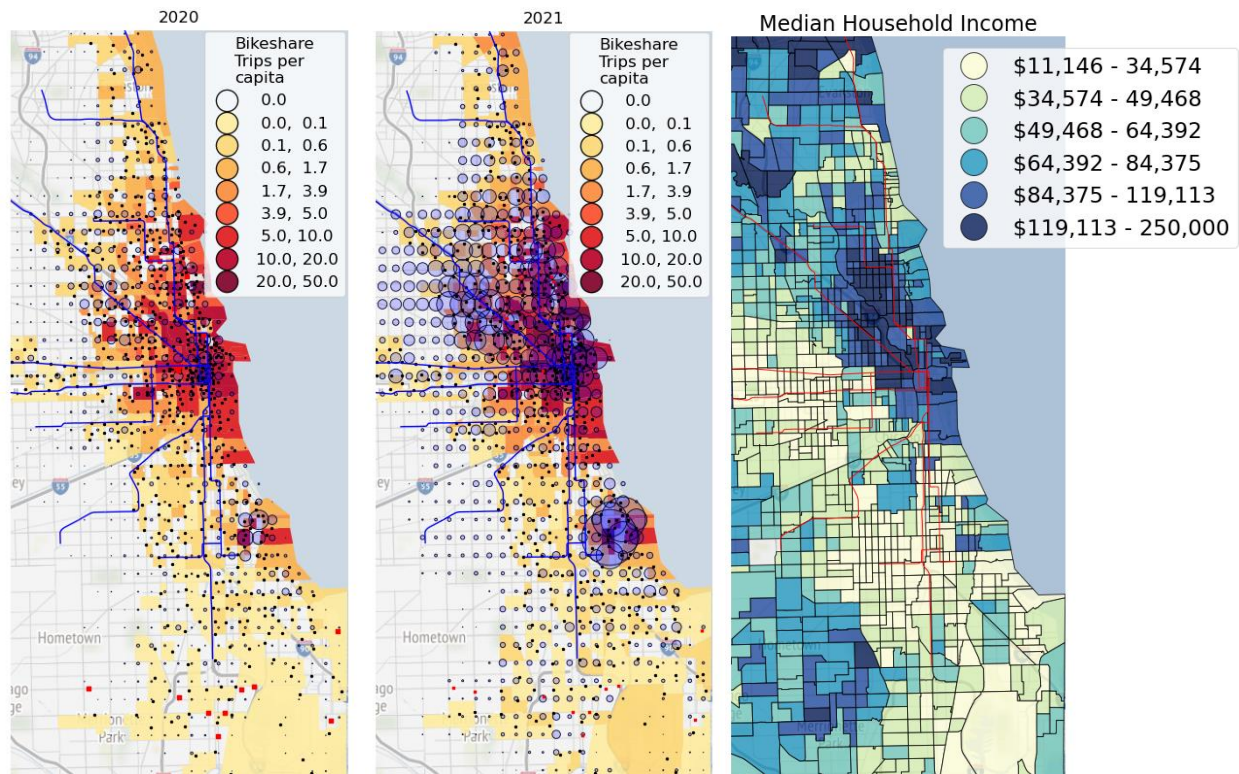 2020
Bikeshare
Trips per
capita
0.0
0.0, 0.1
0.1, 0.6
0.6, 1.7
1.7, 3.9
3.9, 5.0
5.0, 10.0
10.0, 20.0
20.0, 50.0
94
55
Hometown
Park
2021
Bikeshare
Trips per
capita
0.0
0.0, 0.1
0.1, 0.6
0.6, 1.7
1.7, 3.9
3.9, 5.0
5.0, 10.0
10.0, 20.0
20.0, 50.0
94
55
Hometown
Park
Median Household Income
$11,146 - 34,574
$34,574 - 49,468
$49,468 - 64,392
$64,392 - 84,375
$84,375 - 119,113
$119,113 - 250,000